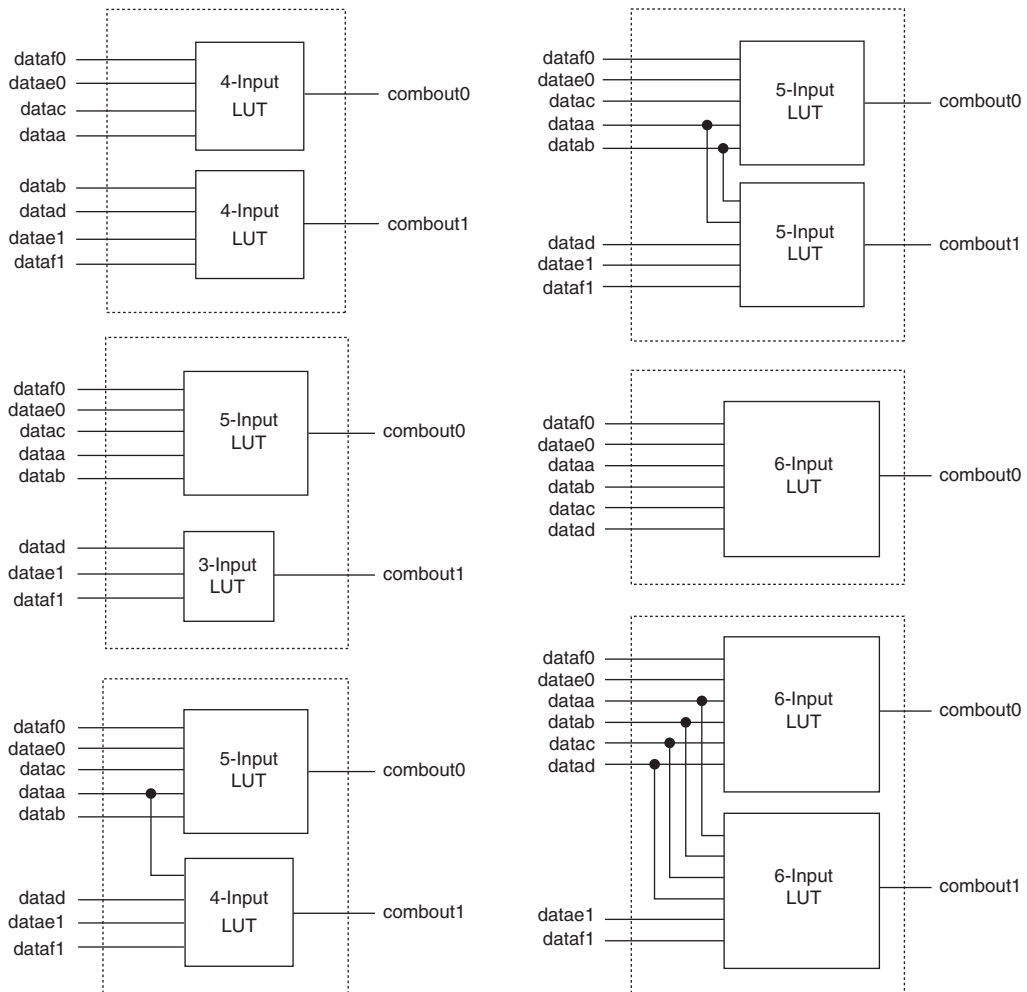 dataf0
datae0
datac
dataa
4-Input
LUT
combout0
datab
datad
datae1
dataf1
4-Input
LUT
combout1
dataf0
datae0
datac
dataa
datab
5-Input
LUT
combout0
datad
datae1
dataf1
3-Input
LUT
combout1
dataf0
datae0
datac
dataa
datab
5-Input
LUT
combout0
datad
datae1
dataf1
4-Input
LUT
combout1
dataf0
datae0
datac
dataa
datab
5-Input
LUT
combout0
datad
datae1
dataf1
5-Input
LUT
combout1
dataf0
datae0
dataa
datab
datac
datad
6-Input
LUT
combout0
dataf0
datae0
dataa
datab
datac
datad
6-Input
LUT
combout0
datae1
dataf1
6-Input
LUT
combout1